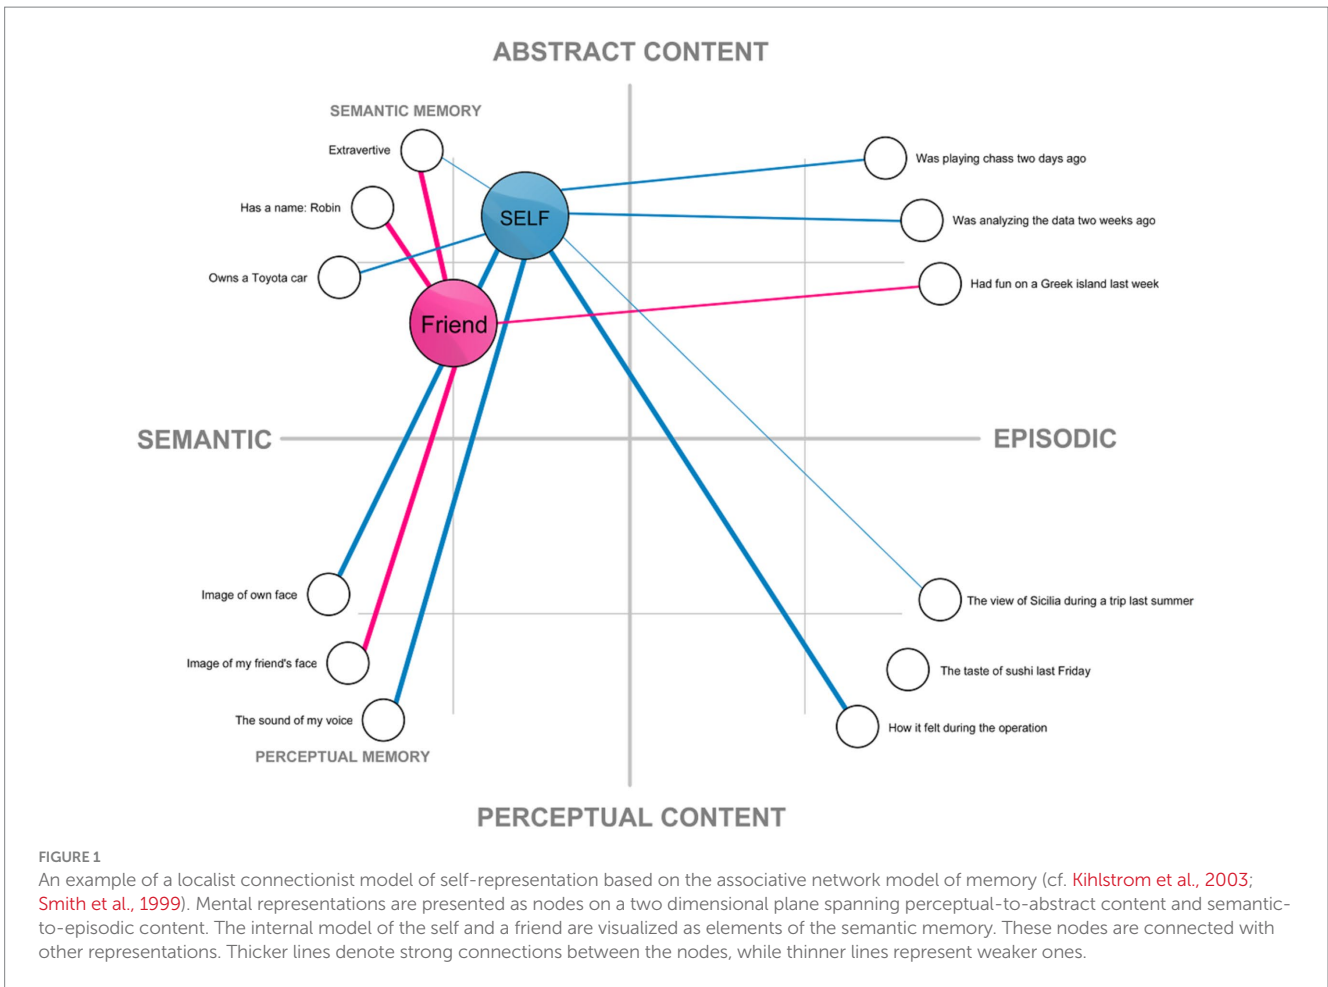 ABSTRACT CONTENT
SEMANTIC MEMORY
Extravertive
Has a name: Robin
Owns a Toyota car
SELF
Friend
Was playing chass two days ago
Was analyzing the data two weeks ago
Had fun on a Greek island last week
SEMANTIC
EPISODIC
Image of own face
Image of my friend's face
The sound of my voice
PERCEPTUAL MEMORY
The view of Sicilia during a trip last summer
The taste of sushi last Friday
How it felt during the operation
PERCEPTUAL CONTENT
FIGURE 1
An example of a localist connectionist model of self-representation based on the associative network model of memory (cf. Kihlstrom et al., 2003;
Smith et al., 1999). Mental representations are presented as nodes on a two dimensional plane spanning perceptual-to-abstract content and semantic-
to-episodic content. The internal model of the self and a friend are visualized as elements of the semantic memory. These nodes are connected with
other representations. Thicker lines denote strong connections between the nodes, while thinner lines represent weaker ones.